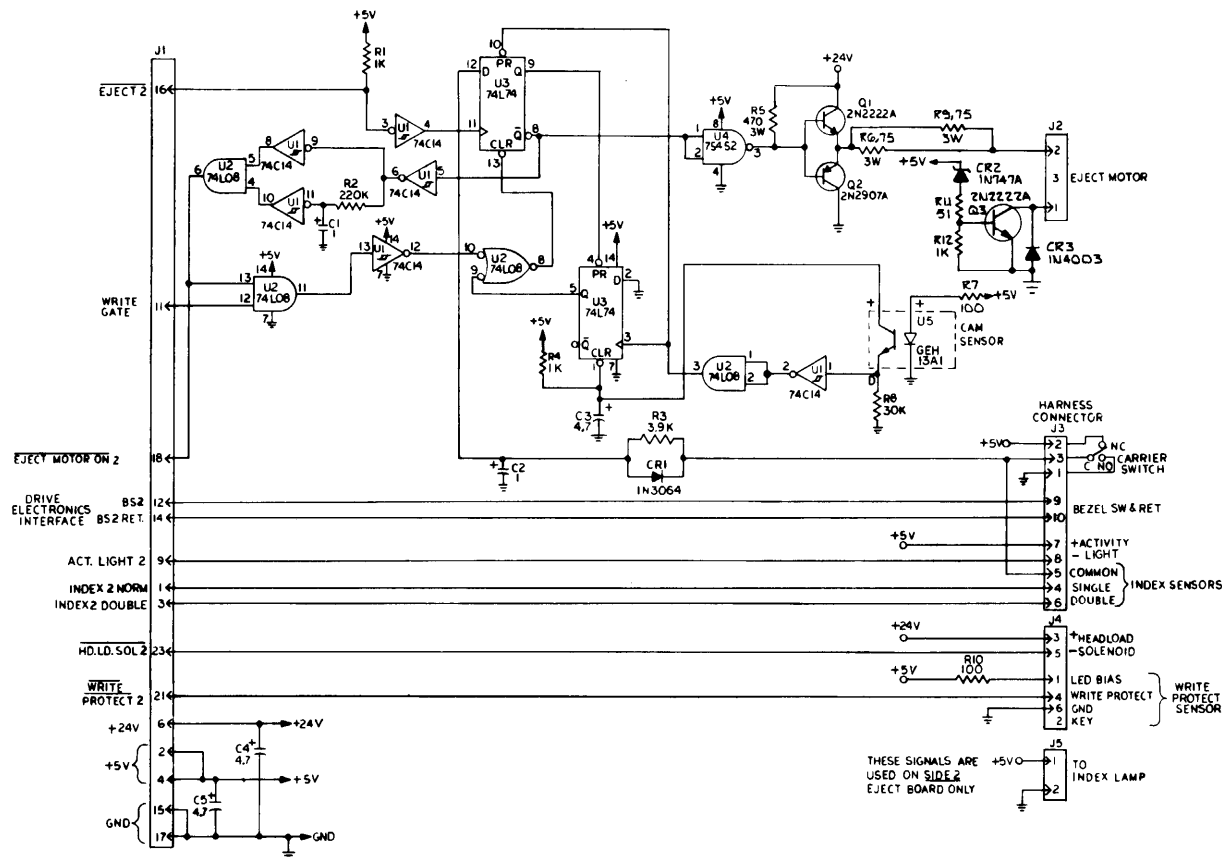 +5V
J1
R1
1K
EJECT 2
16
3
U1
4
74C14
10
12
D
PR
Q
9
U3
74L74
11
Q
8
CLR
13
+5V
8
1
2
U4
75452
3
4
R5
470
3W
+24V
Q1
2N2222A
Q2
2N2907A
R9,75
3W
R6,75
3W
J2
2
3
1
EJECT MOTOR
+5V
CR2
1N747A
R11
51
R12
1K
2N2222A
Q3
CR3
1N4003
8
U1
9
74C14
6
U2
74L08
5
4
10
U1
11
74C14
R2
220K
C1
1
6
U1
5
74C14
+5V
13
U1
14
12
7
74C14
10
U2
74L08
9
8
+5V
14
13
U2
74L08
12
11
7
WRITE
GATE
11
+5V
4
14
PR
2
D
5
Q
U3
74L74
Q
3
CLR
1
7
+5V
R4
1K
C3
4.7
3
U2
74L08
1
2
2
U1
1
74C14
R7
100
+5V
U5
GEH
13A1
CAM
SENSOR
D
R8
30K
R3
3.9K
CR1
1N3064
C2
1
EJECT MOTOR ON 2
18
HARNESS
CONNECTOR
J3
+5V
2
NC
3
C NO
CARRIER
SWITCH
1
DRIVE
ELECTRONICS
INTERFACE
BS2
12
9
BS2 RET.
14
10
BEZEL SW & RET
+5V
7
+ACTIVITY
ACT. LIGHT 2
9
8
- LIGHT
5
COMMON
INDEX 2 NORM
1
4
SINGLE
INDEX SENSORS
INDEX2 DOUBLE
3
6
DOUBLE
J4
+24V
3
+HEADLOAD
HD.LD.SOL 2
23
5
-SOLENOID
+5V
R10
100
1
LED BIAS
WRITE
PROTECT 2
21
4
WRITE PROTECT
6
GND
2
KEY
WRITE
PROTECT
SENSOR
+24V
6
+24V
C4
4.7
+5V
2
4
+5V
C5
4.7
GND
15
17
GND
THESE SIGNALS ARE
USED ON SIDE 2
EJECT BOARD ONLY
J5
+5V
1
2
TO
INDEX LAMP